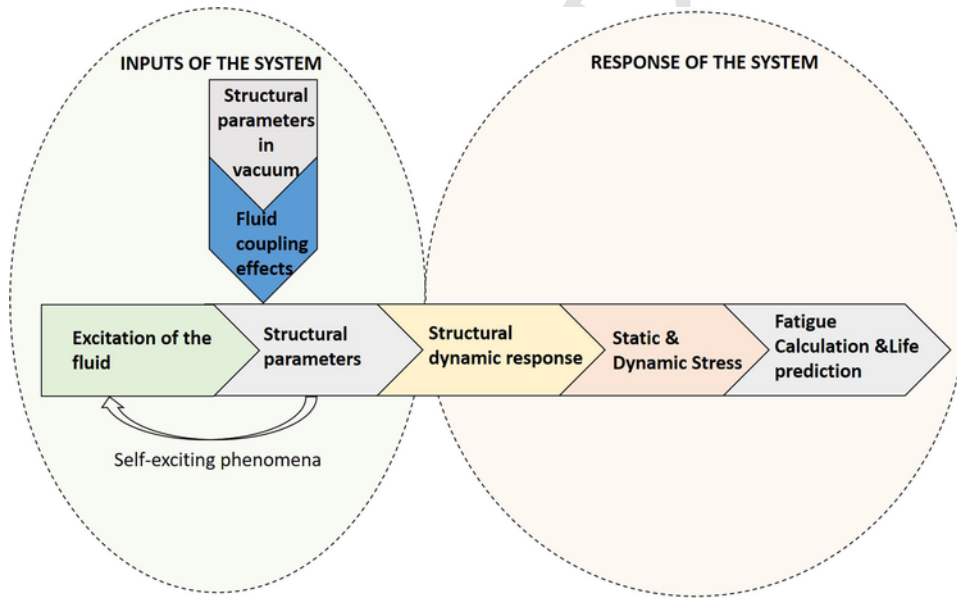 INPUTS OF THE SYSTEM
RESPONSE OF THE SYSTEM
Structural
parameters
in
vacuum
Fluid
coupling
effects
Excitation of the
fluid
Structural
parameters
Structural
dynamic response
Static &
Dynamic Stress
Fatigue
Calculation &Life
prediction
Self-exciting phenomena